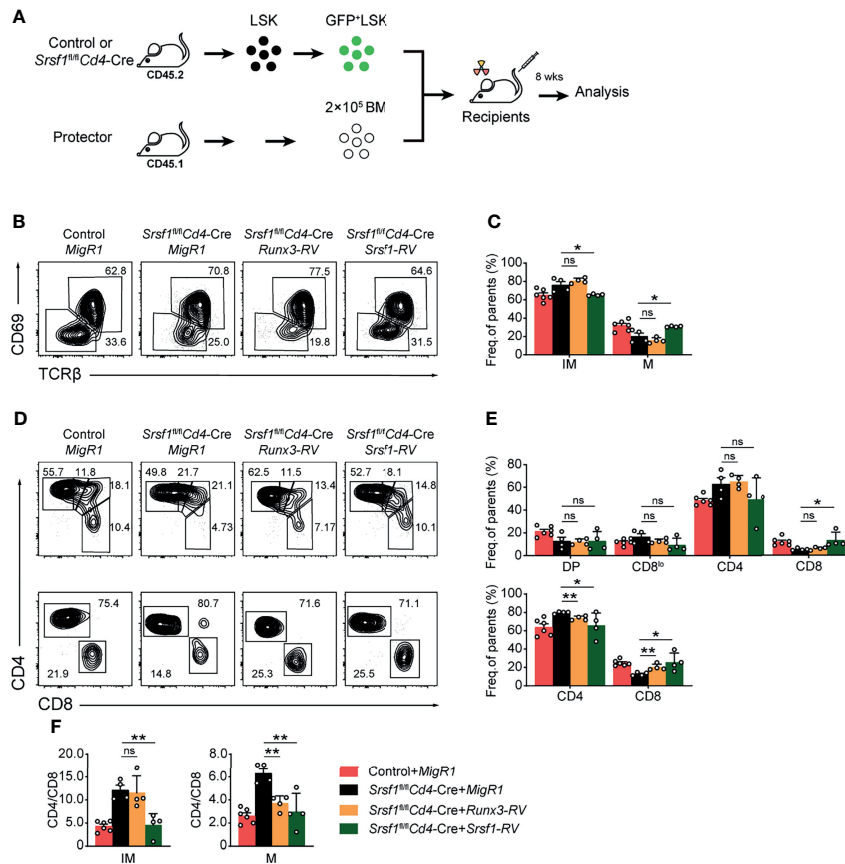 A
Control or
Srsf1fl/flCd4-Cre
CD45.2
LSK
GFP+LSK
Protector
CD45.1
2×10⁵ BM
Recipients
8 wks
Analysis
B
Control
MigR1
Srsf1fl/flCd4-Cre
MigR1
Srsf1fl/flCd4-Cre
Runx3-RV
Srsf1fl/flCd4-Cre
Srsf1-RV
62.8
33.6
70.8
25.0
77.5
19.8
64.6
31.5
CD69
TCRβ
C
Freq.of parents (%)
100
80
60
40
20
0
*
ns
*
ns
IM
M
D
Control
MigR1
Srsf1fl/flCd4-Cre
MigR1
Srsf1fl/flCd4-Cre
Runx3-RV
Srsf1fl/flCd4-Cre
Srsf1-RV
55.7 11.8
18.1
10.4
49.8 21.7
21.1
4.73
62.5 11.5
13.4
7.17
52.7 8.1
14.8
10.1
75.4
21.9
80.7
14.8
71.6
25.3
71.1
25.5
CD4
CD8
E
Freq.of parents (%)
80
60
40
20
0
ns
ns
ns
ns
ns
ns
*
ns
DP
CD8lo
CD4
CD8
Freq.of parents (%)
100
80
60
40
20
0
*
**
*
**
CD4
CD8
F
CD4/CD8
20.0
15.0
10.0
5.0
0
**
ns
IM
CD4/CD8
8.0
6.0
4.0
2.0
0
**
**
M
Control+MigR1
Srsf1fl/flCd4-Cre+MigR1
Srsf1fl/flCd4-Cre+Runx3-RV
Srsf1fl/flCd4-Cre+Srsf1-RV